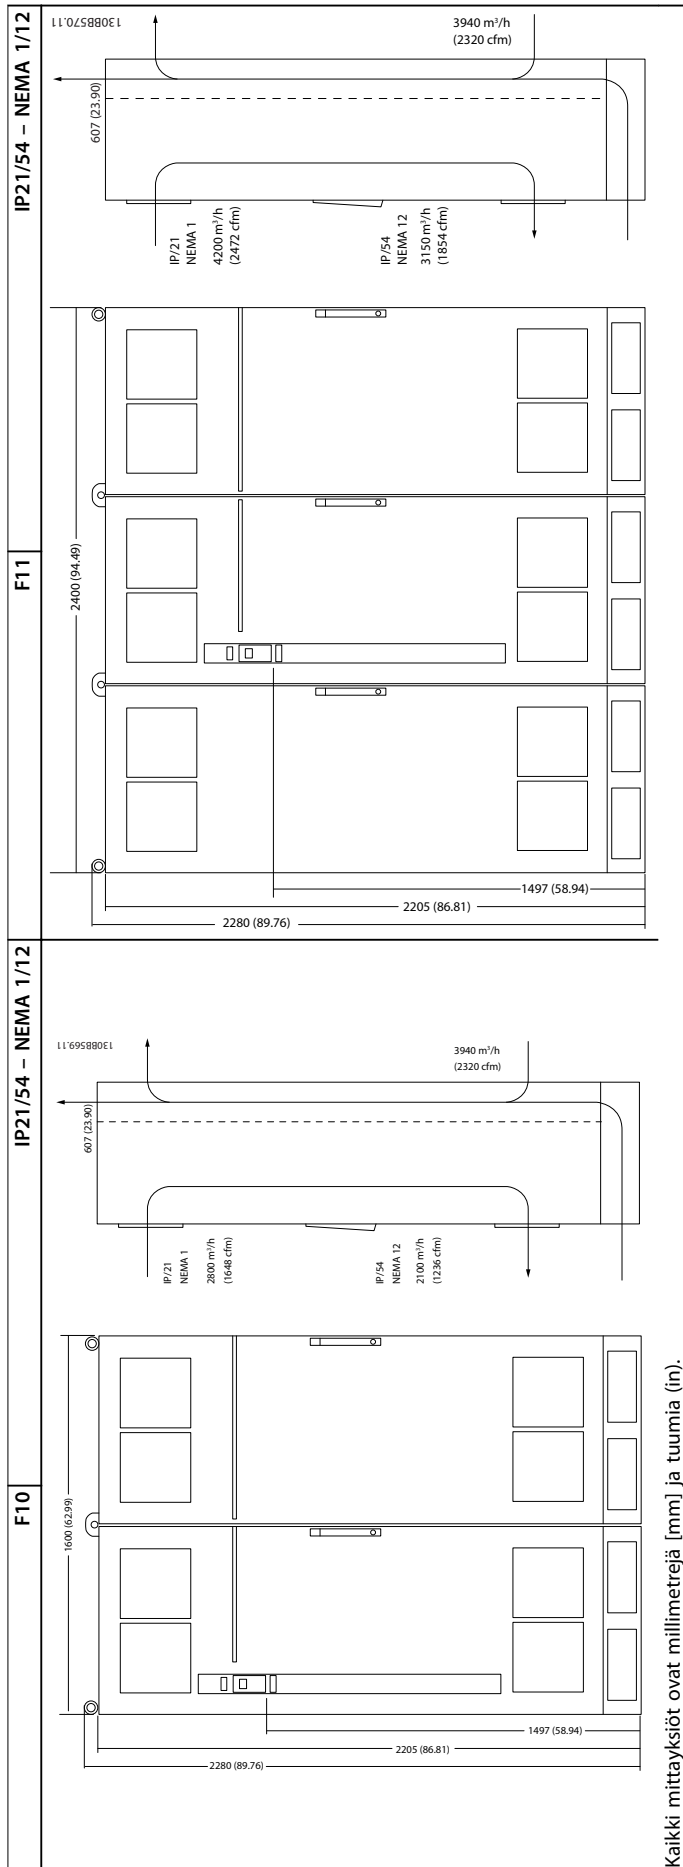 F10
IP21/54 – NEMA 1/12
130BB569.11
1600 (62.99)
2280 (89.76)
2205 (86.81)
1497 (58.94)
607 (23.90)
IP/21
NEMA 1
2800 m³/h
(1648 cfm)
IP/54
NEMA 12
2100 m³/h
(1236 cfm)
3940 m³/h
(2320 cfm)
F11
IP21/54 – NEMA 1/12
130BB570.11
2400 (94.49)
2280 (89.76)
2205 (86.81)
1497 (58.94)
607 (23.90)
IP/21
NEMA 1
4200 m³/h
(2472 cfm)
IP/54
NEMA 12
3150 m³/h
(1854 cfm)
3940 m³/h
(2320 cfm)
Kaikki mittayksiöt ovat millimetrejä [mm] ja tuumia (in).